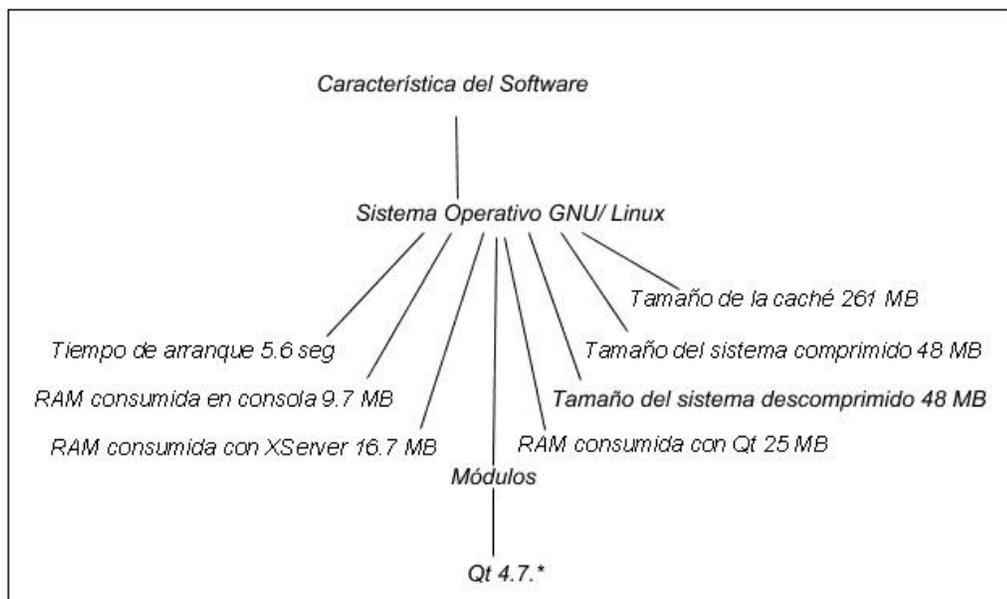 Característica del Software
Sistema Operativo GNU/ Linux
Tamaño de la caché 261 MB
Tiempo de arranque 5.6 seg
Tamaño del sistema comprimido 48 MB
RAM consumida en consola 9.7 MB
Tamaño del sistema descomprimido 48 MB
RAM consumida con XServer 16.7 MB
RAM consumida con Qt 25 MB
Módulos
Qt 4.7.*